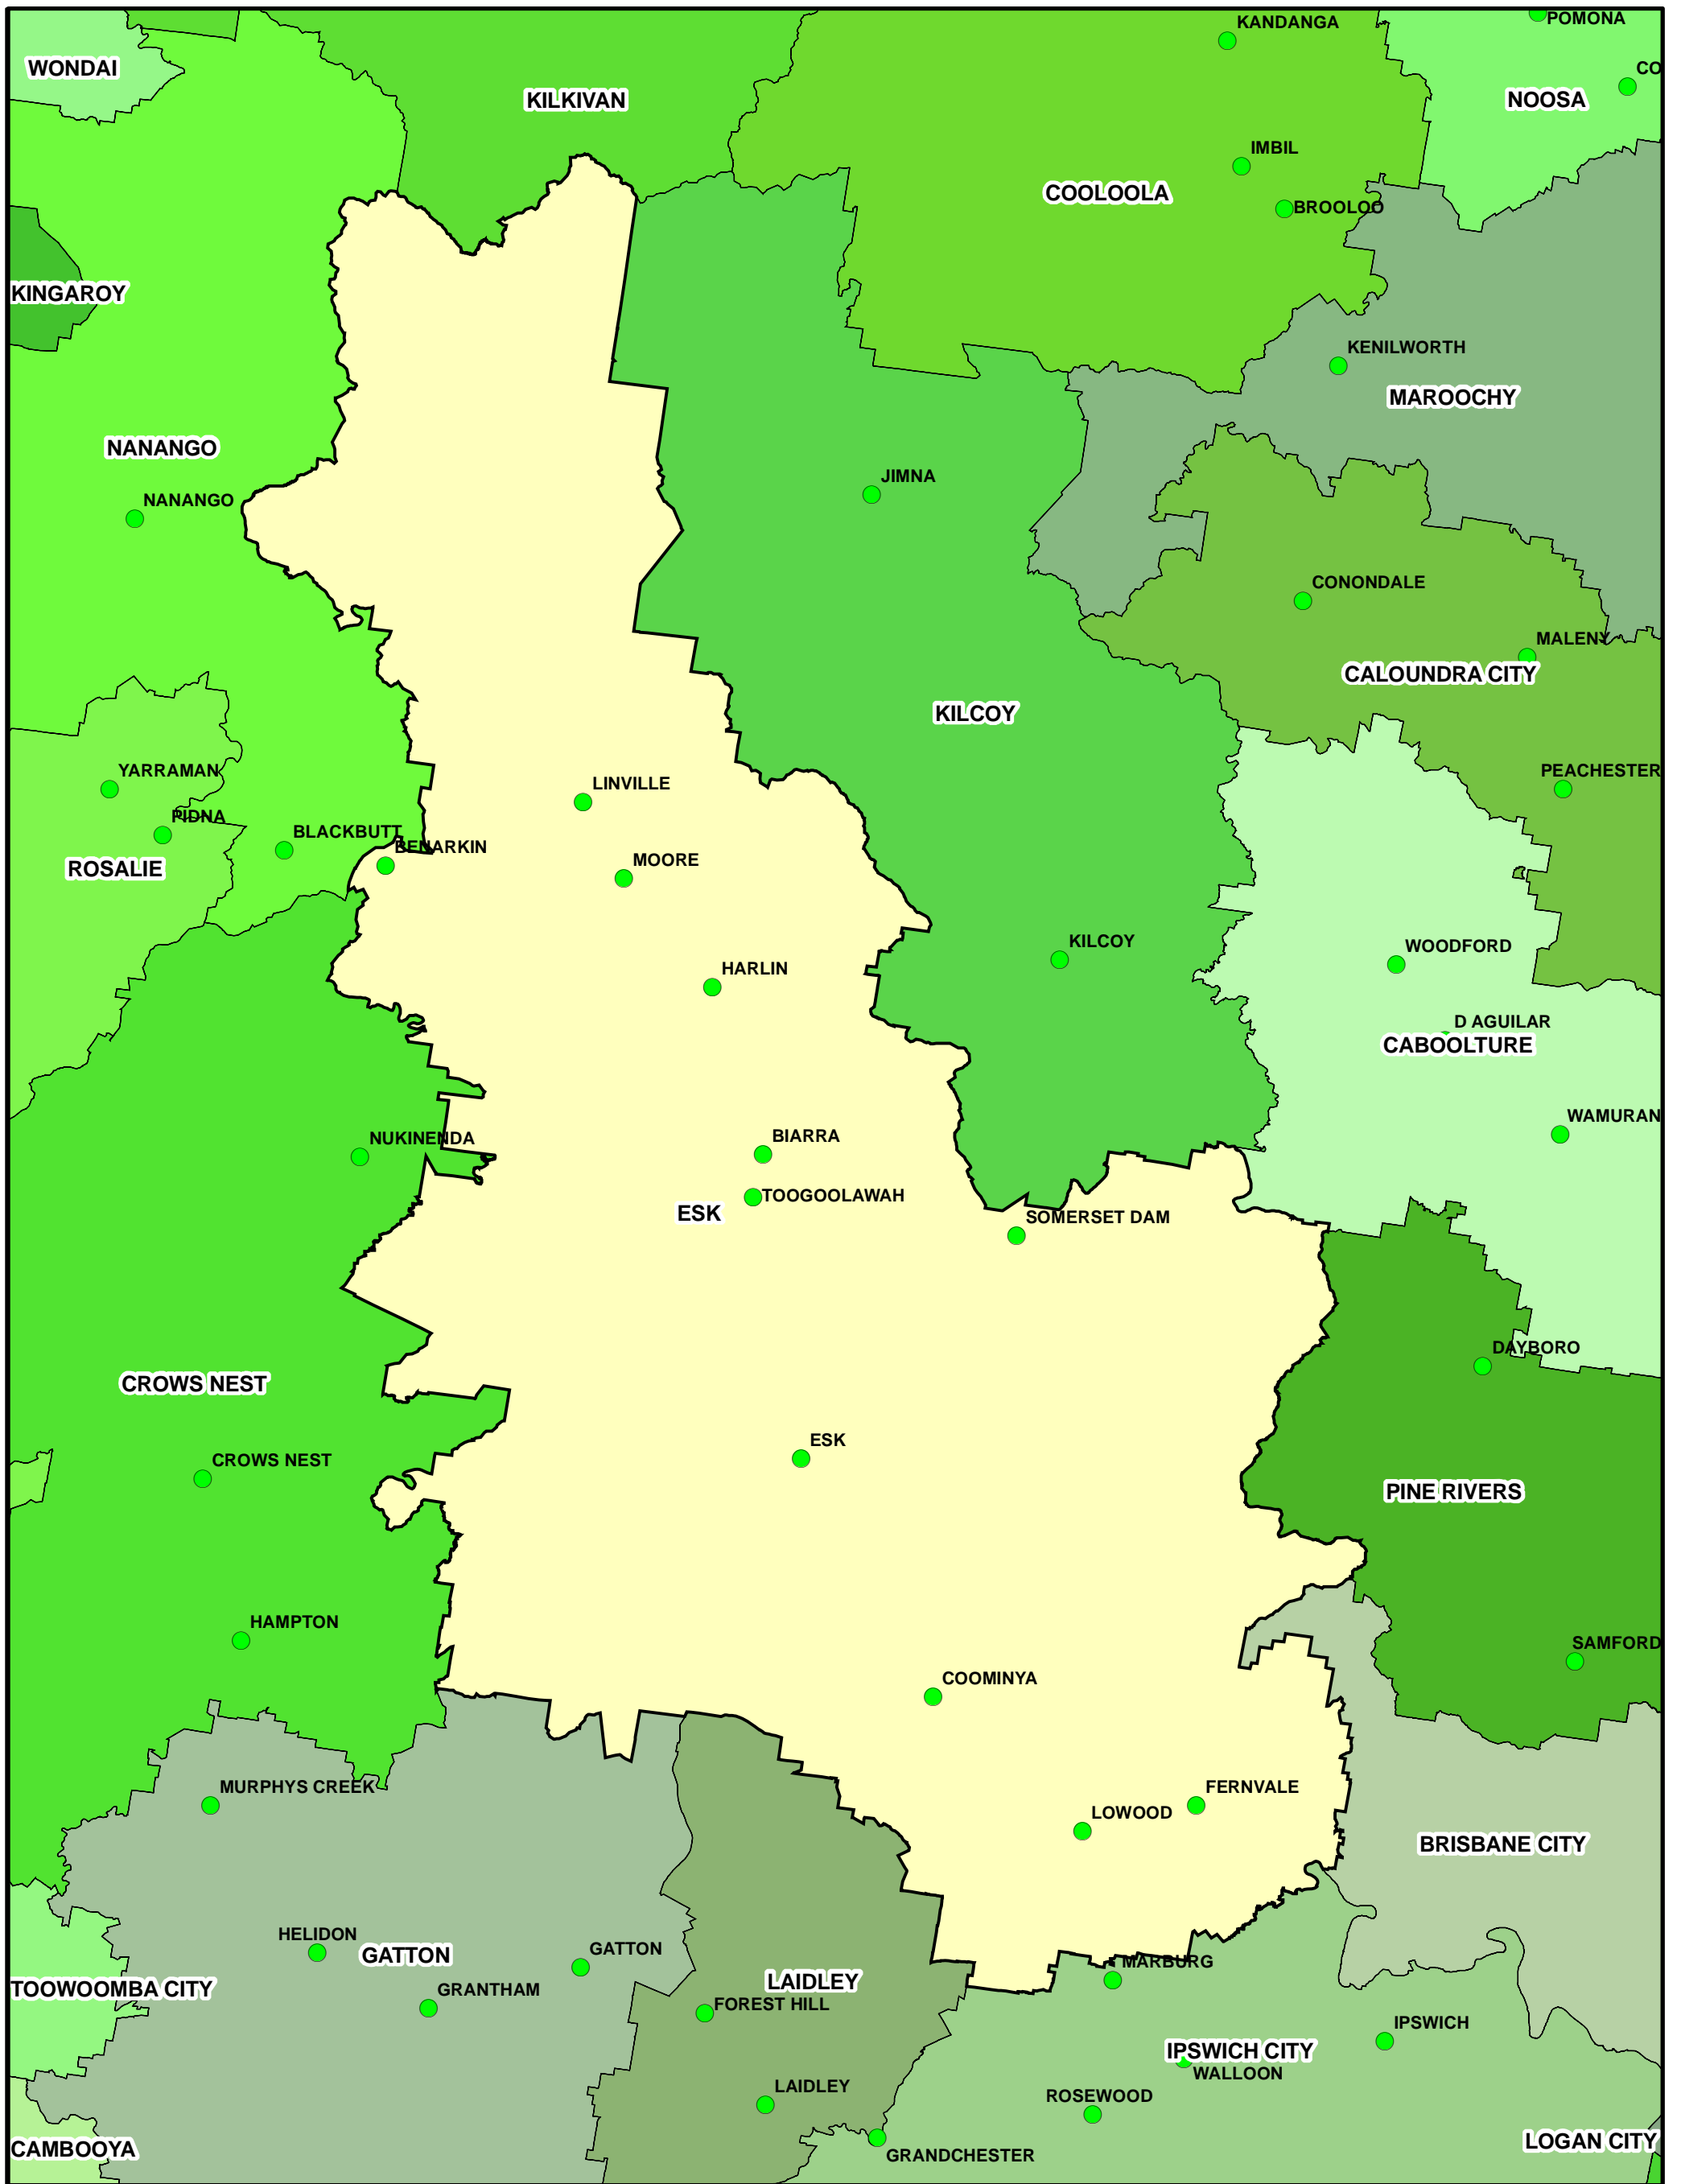 KANDANGA
POMONA
WONDAI
CO
KILKIVAN
NOOSA
IMBIL
COOLOOLA
BROOLOO
KINGAROY
KENILWORTH
MAROOCHY
NANANGO
JIMNA
NANANGO
CONONDALE
MALENY
CALOUNDRA CITY
KILCOY
YARRAMAN
PEACHESTER
LINVILLE
PIDNA
BLACKBUTT
BENARKIN
MOORE
ROSALIE
KILCOY
WOODFORD
HARLIN
D AGUILAR
CABOOLTURE
WAMURAN
NUKINENDA
BIARRA
TOOGOOLAWAH
ESK
SOMERSET DAM
DAYBORO
CROWS NEST
ESK
CROWS NEST
PINE RIVERS
HAMPTON
SAMFORD
COOMINYA
MURPHYS CREEK
FERNVALE
LOWOOD
BRISBANE CITY
HELIDON
GATTON
GATTON
MARBURG
TOOWOOMBA CITY
LAIDLEY
GRANTHAM
FOREST HILL
IPSWICH
IPSWICH CITY
WALLOON
LAIDLEY
ROSEWOOD
CAMBOOYA
GRANDCHESTER
LOGAN CITY